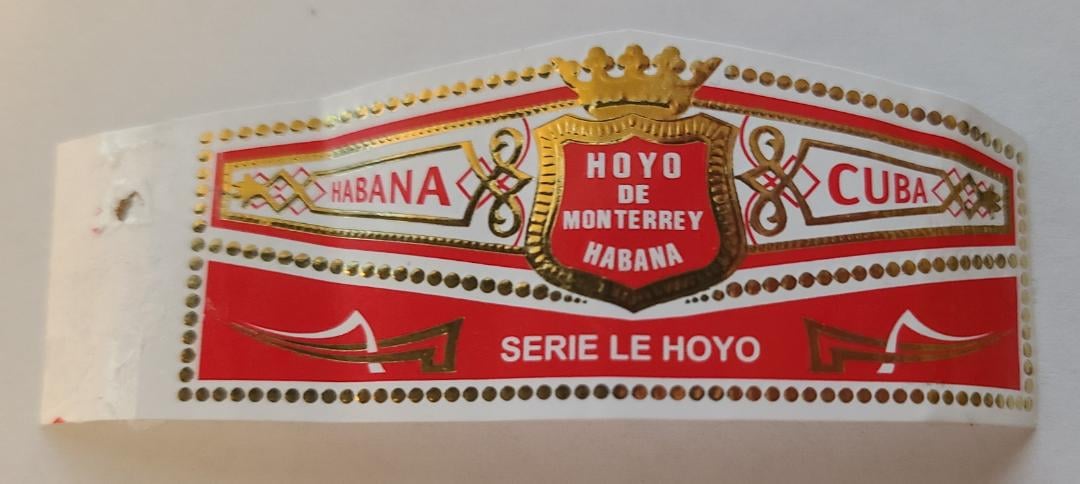 HOYO
DE
MONTERREY
HABANA
HABANA
CUBA
SERIE LE HOYO